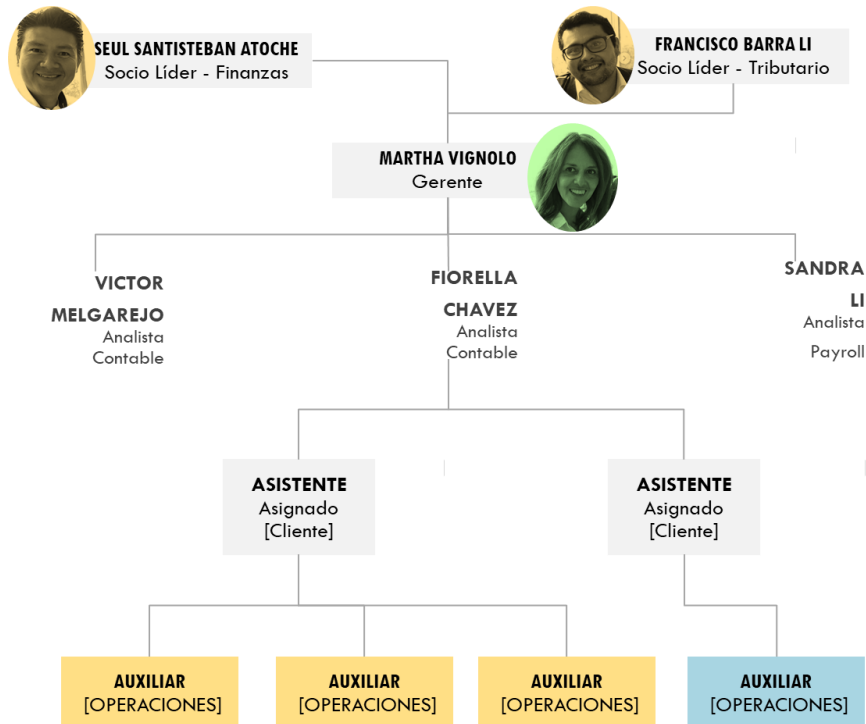 SEUL SANTISTEBAN ATOCHE
Socio Líder - Finanzas
FRANCISCO BARRA LI
Socio Líder - Tributario
MARTHA VIGNOLO
Gerente
VICTOR
MELGAREJO
Analista
Contable
FIORELLA
CHAVEZ
Analista
Contable
SANDRA
LI
Analista
Payroll
ASISTENTE
Asignado
[Cliente]
ASISTENTE
Asignado
[Cliente]
AUXILIAR
[OPERACIONES]
AUXILIAR
[OPERACIONES]
AUXILIAR
[OPERACIONES]
AUXILIAR
[OPERACIONES]